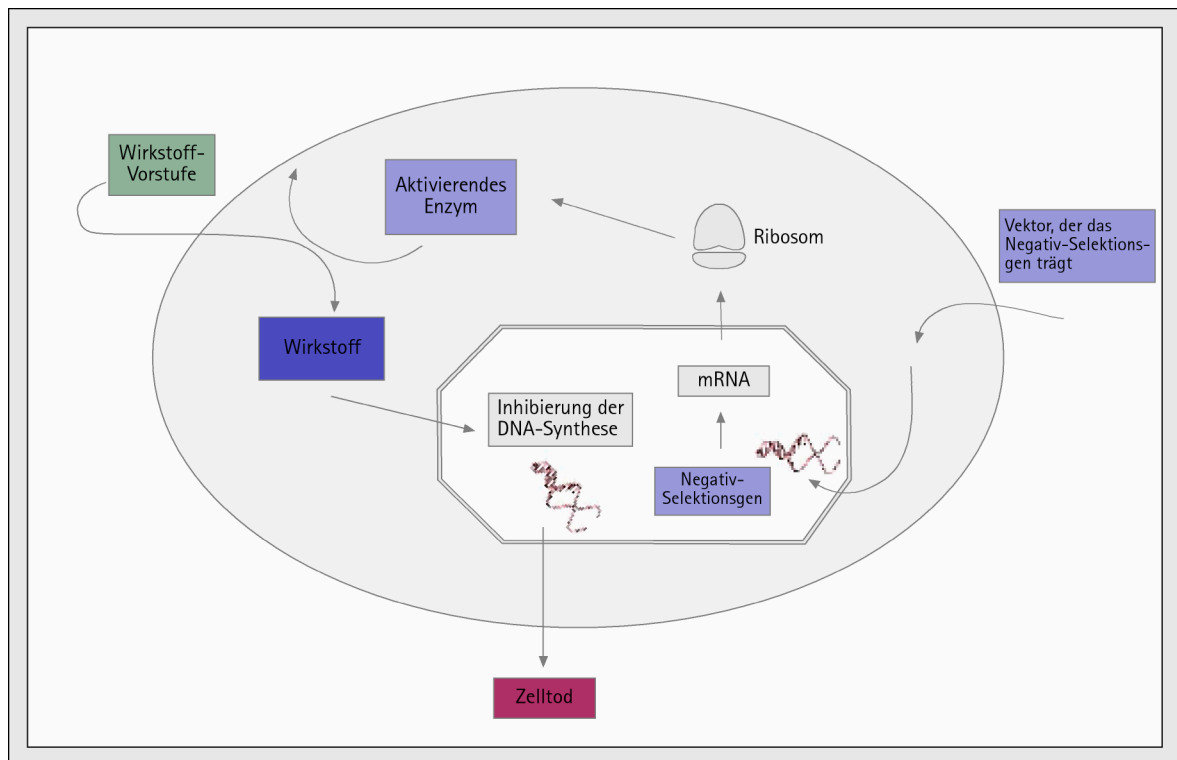 Wirkstoff-
Vorstufe
Aktivierendes
Enzym
Ribosom
Vektor, der das
Negativ-Selektions-
gen trägt
Wirkstoff
mRNA
Inhibierung der
DNA-Synthese
Negativ-
Selektionsgen
Zelltod